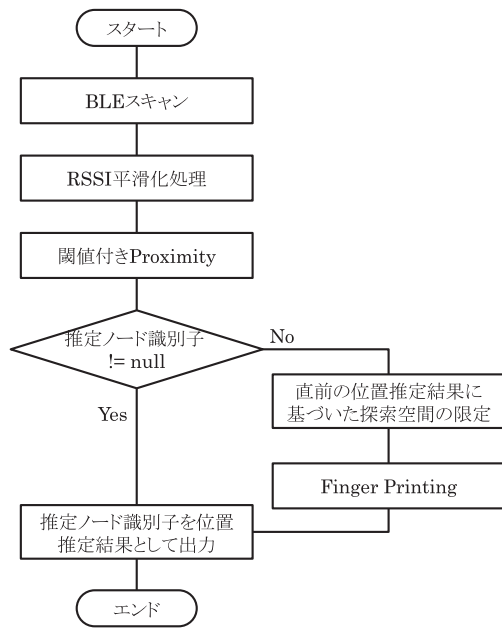 スタート
BLEスキャン
RSSI平滑化処理
閾値付きProximity
推定ノード識別子
!= null
No
直前の位置推定結果に
基づいた探索空間の限定
Yes
Finger Printing
推定ノード識別子を位置
推定結果として出力
エンド